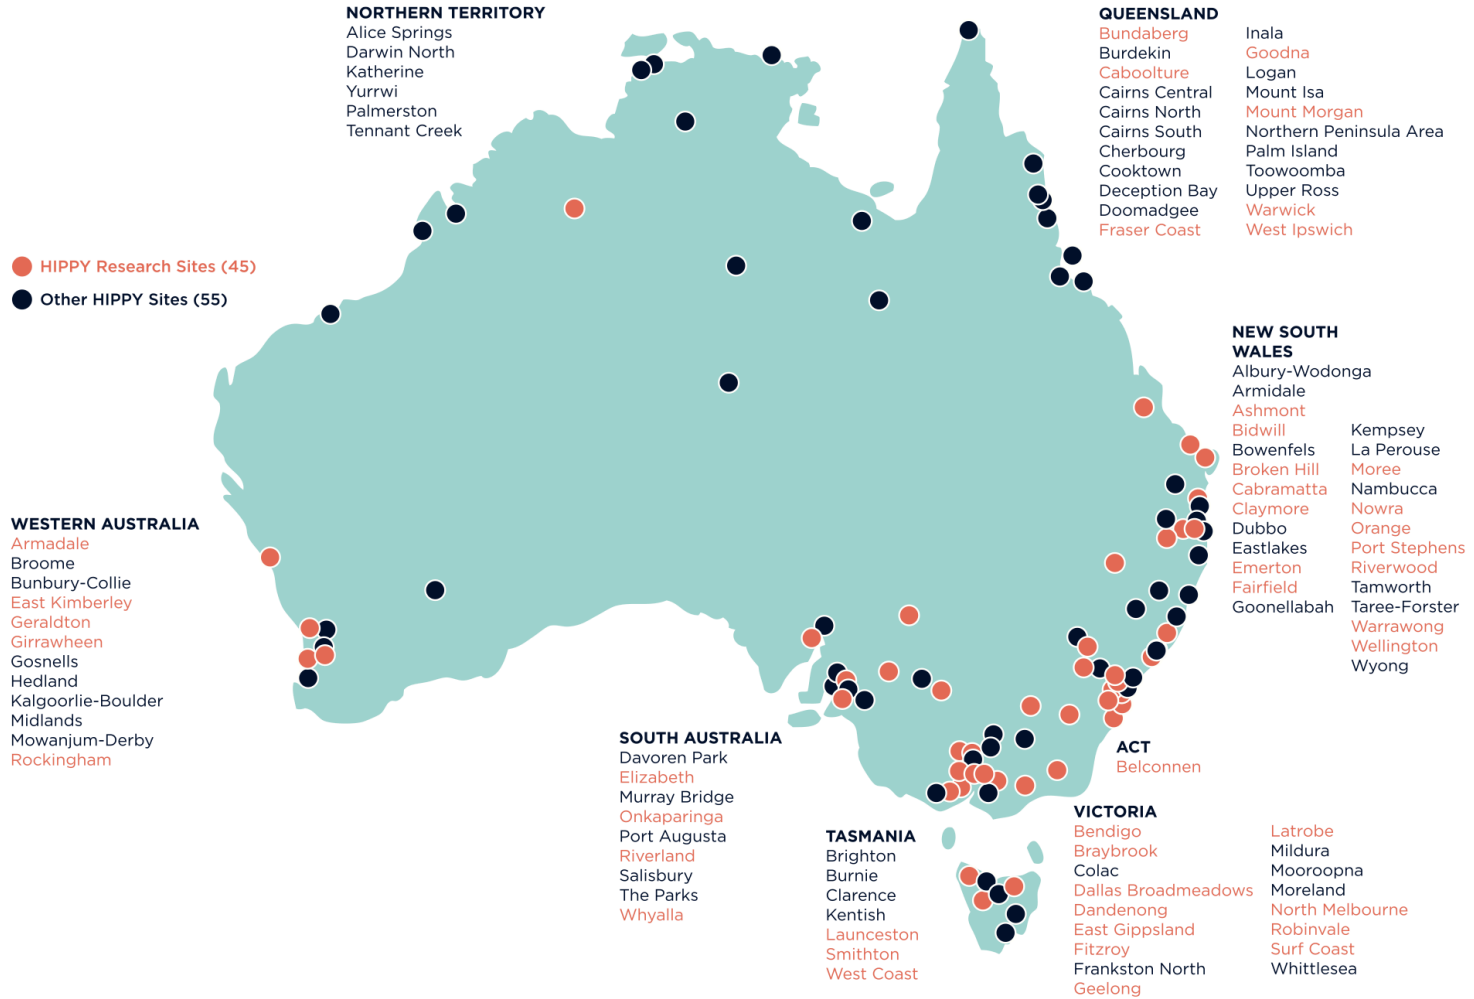 NORTHERN TERRITORY
Alice Springs
Darwin North
Katherine
Yurrwi
Palmerston
Tennant Creek
QUEENSLAND
Bundaberg
Burdekin
Caboolture
Cairns Central
Cairns North
Cairns South
Cherbourg
Cooktown
Deception Bay
Doomadgee
Fraser Coast
Inala
Goodna
Logan
Mount Isa
Mount Morgan
Northern Peninsula Area
Palm Island
Toowoomba
Upper Ross
Warwick
West Ipswich
HIPPY Research Sites (45)
Other HIPPY Sites (55)
NEW SOUTH
WALES
Albury-Wodonga
Armidale
Ashmont
Bidwill
Bowenfels
Broken Hill
Cabramatta
Claymore
Dubbo
Eastlakes
Emerton
Fairfield
Goonellabah
Kempsey
La Perouse
Moree
Nambucca
Nowra
Orange
Port Stephens
Riverwood
Tamworth
Taree-Forster
Warrawong
Wellington
Wyong
WESTERN AUSTRALIA
Armadale
Broome
Bunbury-Collie
East Kimberley
Geraldton
Girrawheen
Gosnells
Hedland
Kalgoorlie-Boulder
Midlands
Mowanjum-Derby
Rockingham
SOUTH AUSTRALIA
Davoren Park
Elizabeth
Murray Bridge
Onkaparinga
Port Augusta
Riverland
Salisbury
The Parks
Whyalla
ACT
Belconnen
TASMANIA
Brighton
Burnie
Clarence
Kentish
Launceston
Smithton
West Coast
VICTORIA
Bendigo
Braybrook
Colac
Dallas Broadmeadows
Dandenong
East Gippsland
Fitzroy
Frankston North
Geelong
Latrobe
Mildura
Mooroopna
Moreland
North Melbourne
Robinvale
Surf Coast
Whittlesea